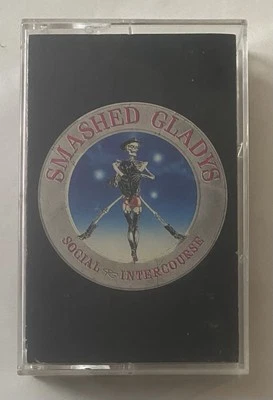 SMASHED GLADYS
SOCIAL INTERCOURSE